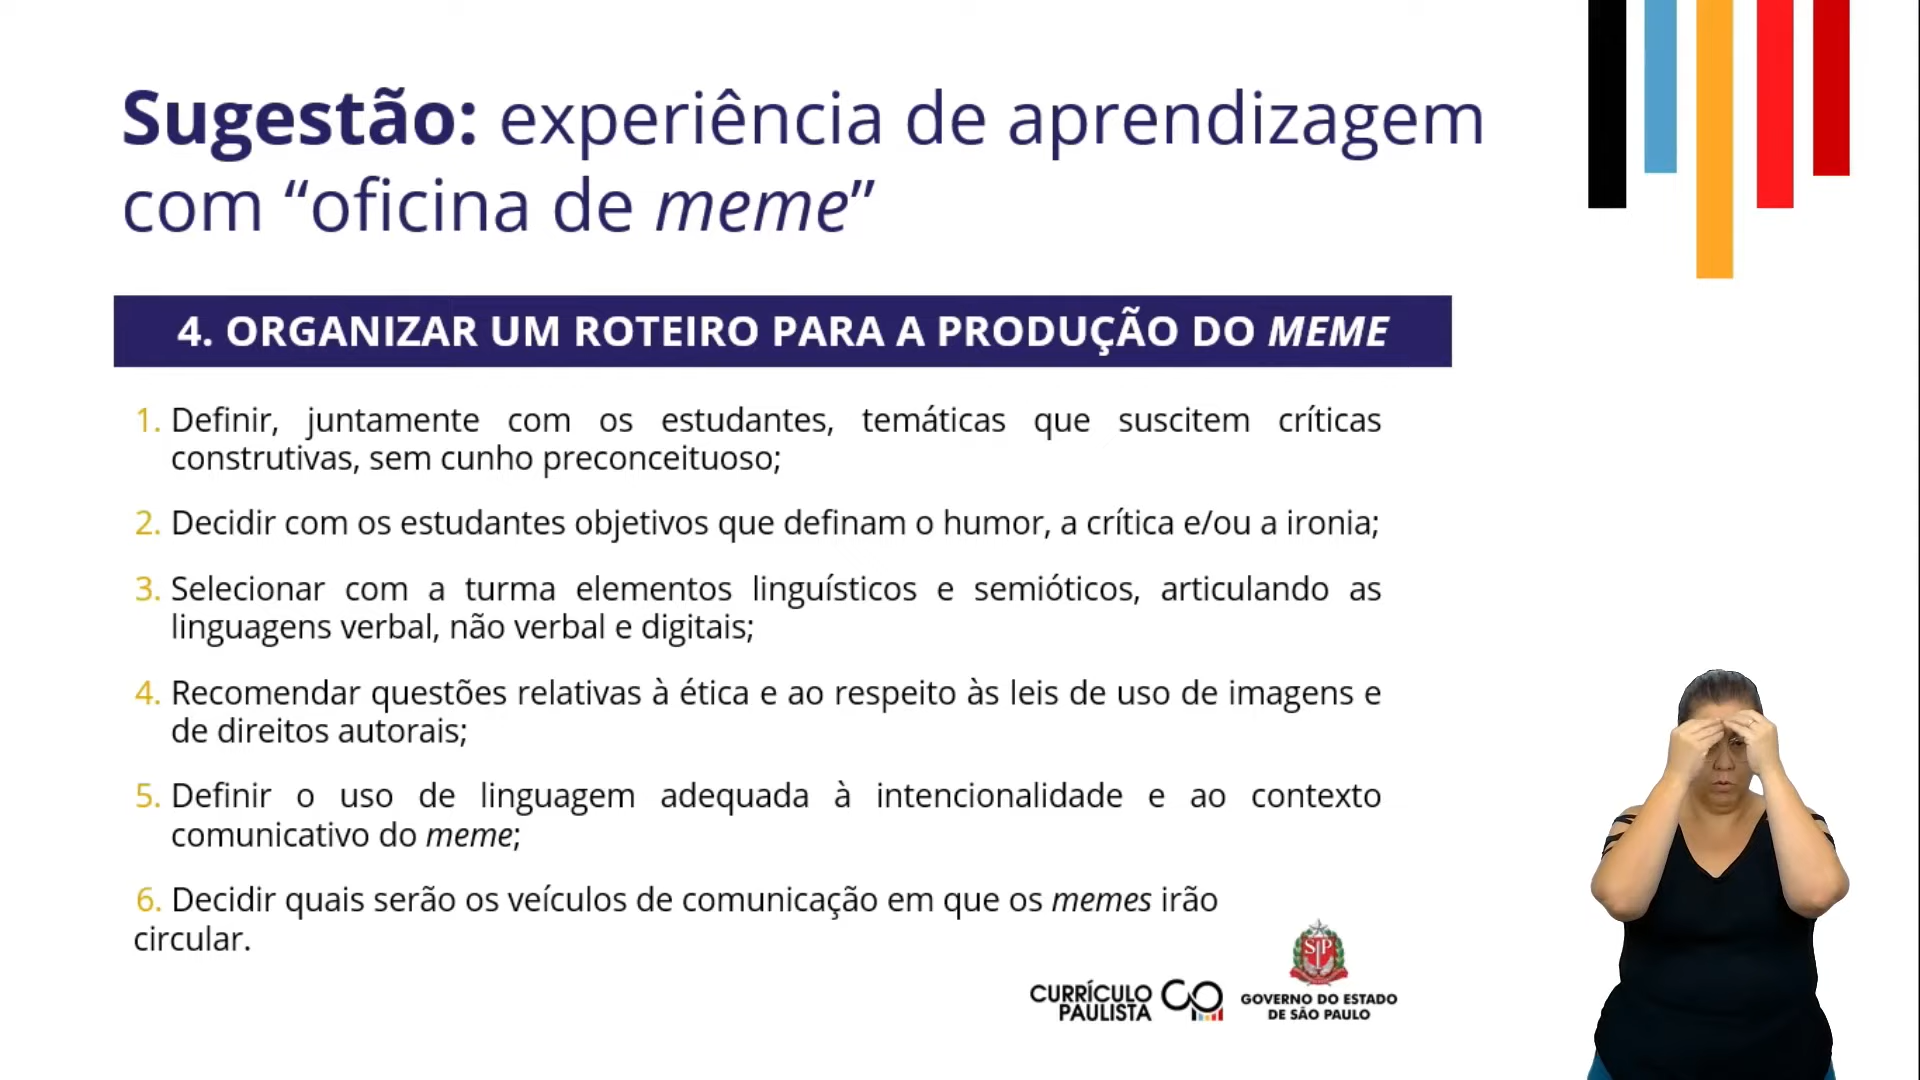 Sugestão: experiência de aprendizagem
com “oficina de meme”
4. ORGANIZAR UM ROTEIRO PARA A PRODUÇÃO DO MEME
1. Definir, juntamente com os estudantes, temáticas que suscitem críticas
construtivas, sem cunho preconceituoso;
2. Decidir com os estudantes objetivos que definam o humor, a crítica e/ou a ironia;
3. Selecionar com a turma elementos linguísticos e semióticos, articulando as
linguagens verbal, não verbal e digitais;
4. Recomendar questões relativas à ética e ao respeito às leis de uso de imagens e
de direitos autorais;
5. Definir o uso de linguagem adequada à intencionalidade e ao contexto
comunicativo do meme;
6. Decidir quais serão os veículos de comunicação em que os memes irão
circular.
CURRÍCULO
PAULISTA
SP
GOVERNO DO ESTADO
DE SÃO PAULO